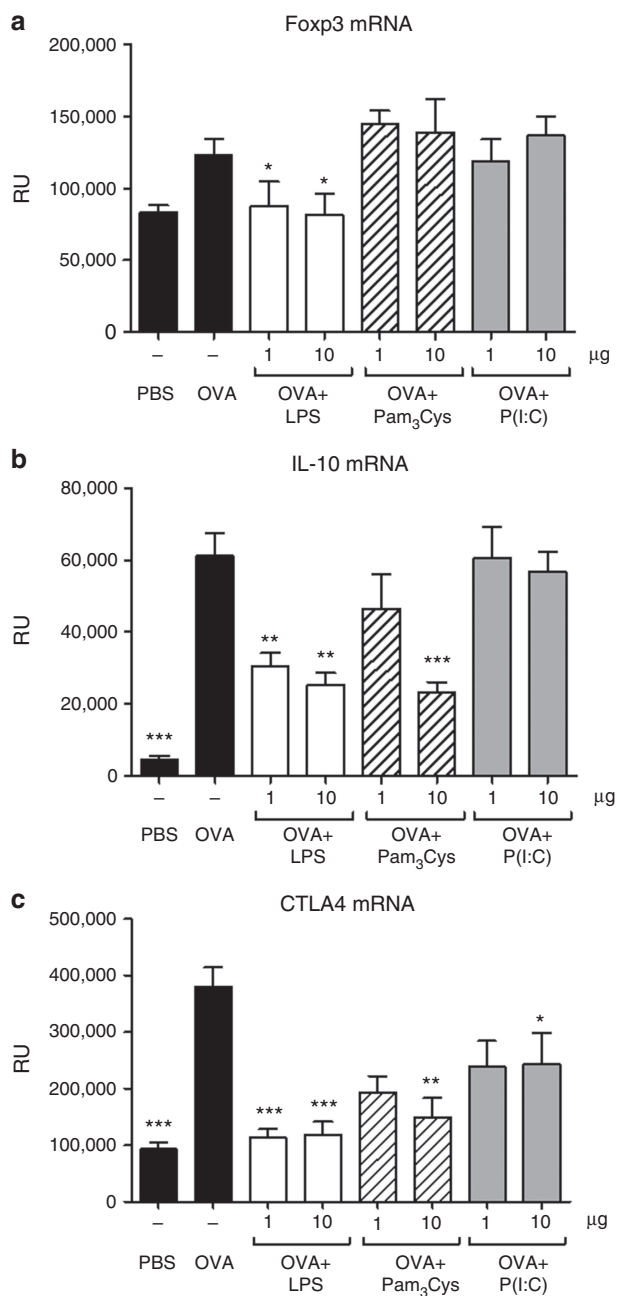 a
Foxp3 mRNA
200,000
150,000
100,000
50,000
0
RU
* *
– – 1 10 1 10 1 10 μg
PBS OVA OVA+ OVA+ OVA+
LPS Pam3Cys P(I:C)
b
IL-10 mRNA
80,000
60,000
40,000
20,000
0
RU
*** ** ** ***
– – 1 10 1 10 1 10 μg
PBS OVA OVA+ OVA+ OVA+
LPS Pam3Cys P(I:C)
c
CTLA4 mRNA
500,000
400,000
300,000
200,000
100,000
0
RU
*** *** *** ** *
– – 1 10 1 10 1 10 μg
PBS OVA OVA+ OVA+ OVA+
LPS Pam3Cys P(I:C)